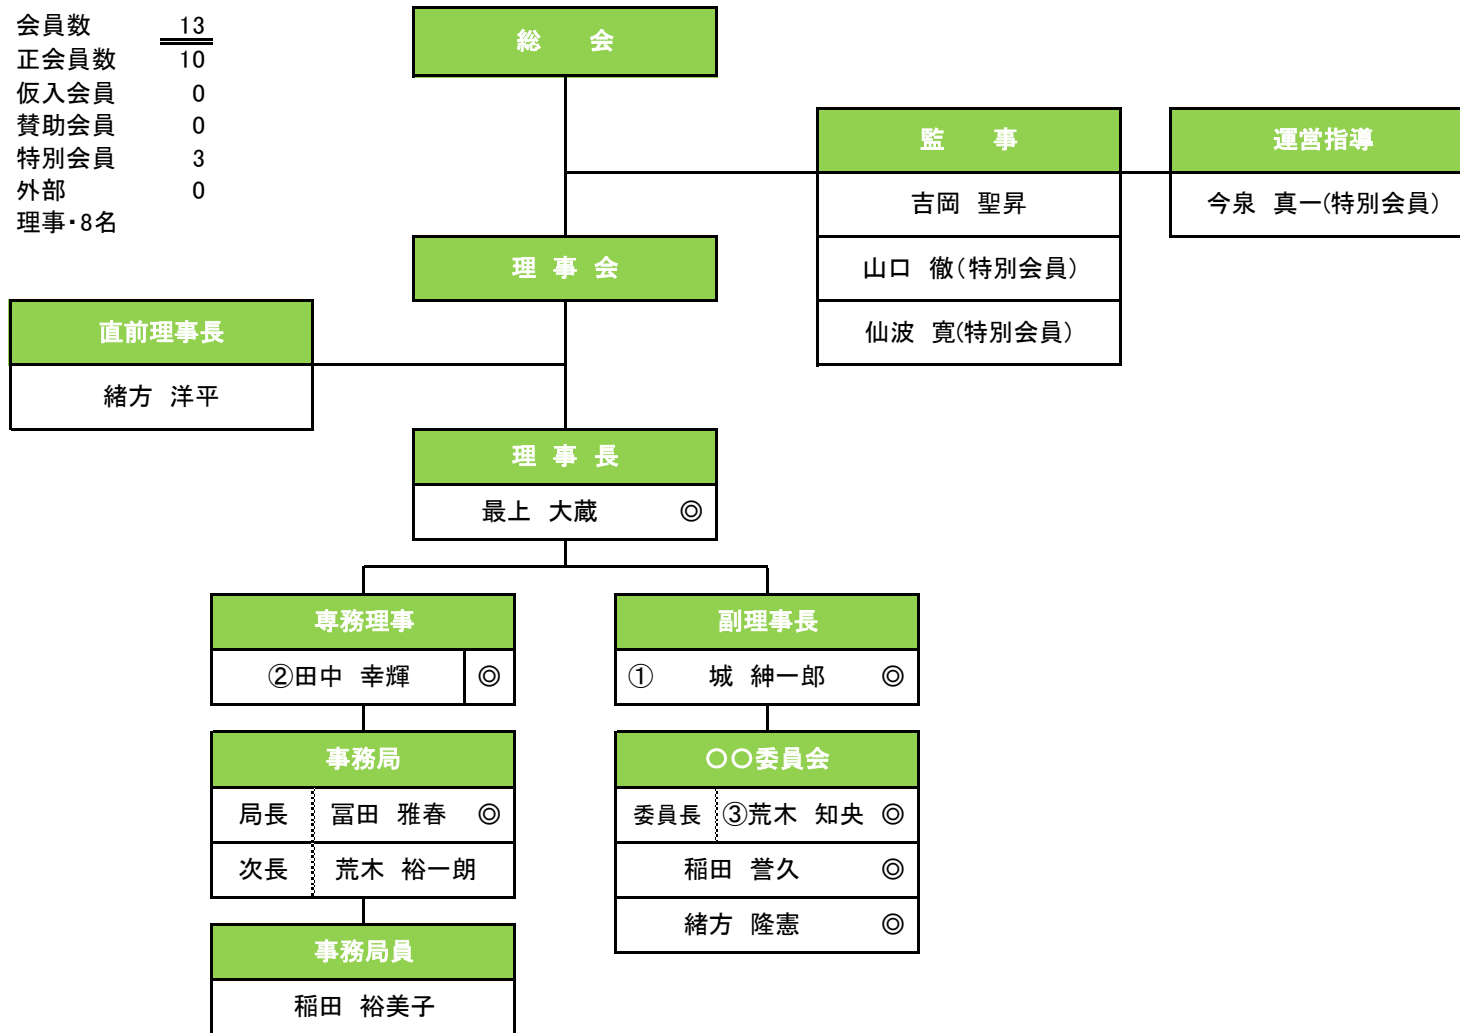 会員数 13
正会員数 10
仮入会員 0
賛助会員 0
特別会員 3
外部 0
理事・8名
総 会
監 事
運営指導
吉岡 聖昇
今泉 真一(特別会員)
山口 徹(特別会員)
仙波 寛(特別会員)
理 事 会
直前理事長
緒方 洋平
理 事 長
最上 大蔵 ◎
専務理事
②田中 幸輝 ◎
副理事長
① 城 紳一郎 ◎
事務局
局長 冨田 雅春 ◎
次長 荒木 裕一朗
〇〇委員会
委員長 ③荒木 知央 ◎
稲田 誉久 ◎
緒方 隆憲 ◎
事務局員
稲田 裕美子